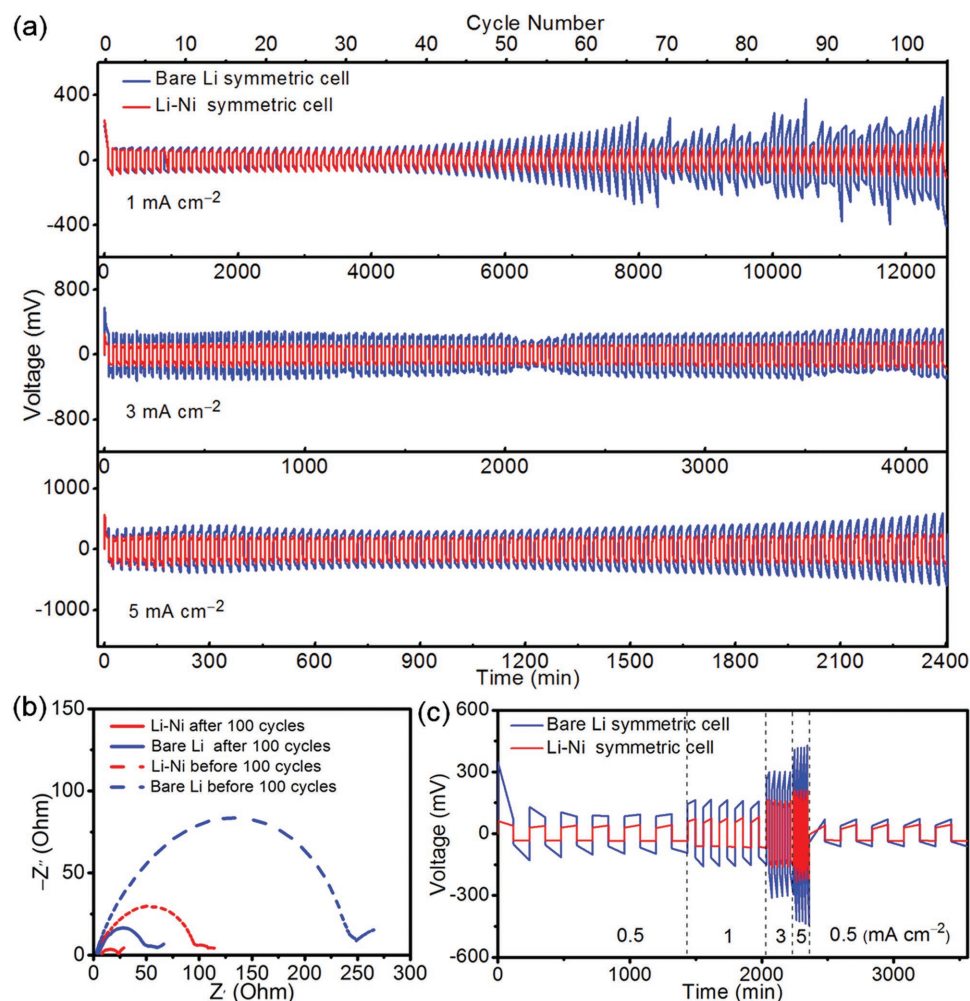 (a)
Cycle Number
0 10 20 30 40 50 60 70 80 90 100
Bare Li symmetric cell
Li-Ni symmetric cell
400
0
-400
1 mA cm⁻²
0 2000 4000 6000 8000 10000 12000
Voltage (mV)
800
0
-800
3 mA cm⁻²
0 1000 2000 3000 4000
1000
0
-1000
5 mA cm⁻²
0 300 600 900 1200 1500 1800 2100 2400
Time (min)
(b)
150
100
50
0
-Z'' (Ohm)
Li-Ni after 100 cycles
Bare Li after 100 cycles
Li-Ni before 100 cycles
Bare Li before 100 cycles
0 50 100 150 200 250 300
Z' (Ohm)
(c)
600
300
0
-300
-600
Voltage (mV)
Bare Li symmetric cell
Li-Ni symmetric cell
0.5 1 3 5 0.5 (mA cm⁻²)
0 1000 2000 3000
Time (min)